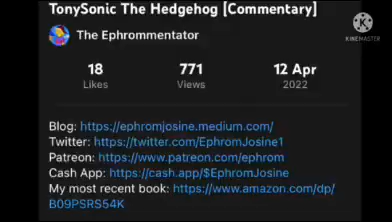 TonySonic The Hedgehog [Commentary]
KINEMASTER
The Ephrommentator
18 771 12 Apr
Likes Views 2022
Blog: https://ephromjosine.medium.com/
Twitter: https://twitter.com/EphromJosine1
Patreon: https://www.patreon.com/ephrom
Cash App: https://cash.app/$EphromJosine
My most recent book: https://www.amazon.com/dp/
B09PSRS54K